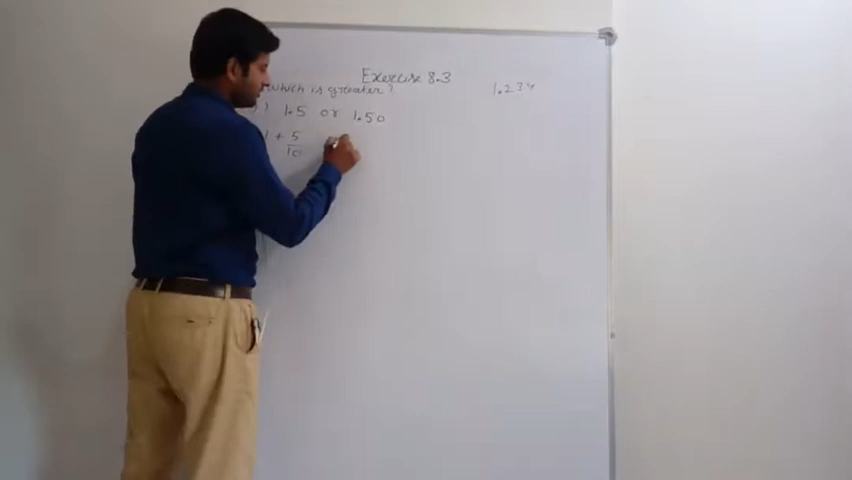 Exercise 8.3
which is greater?
1.234
) 1.5 or 1.50
1 + 5/10